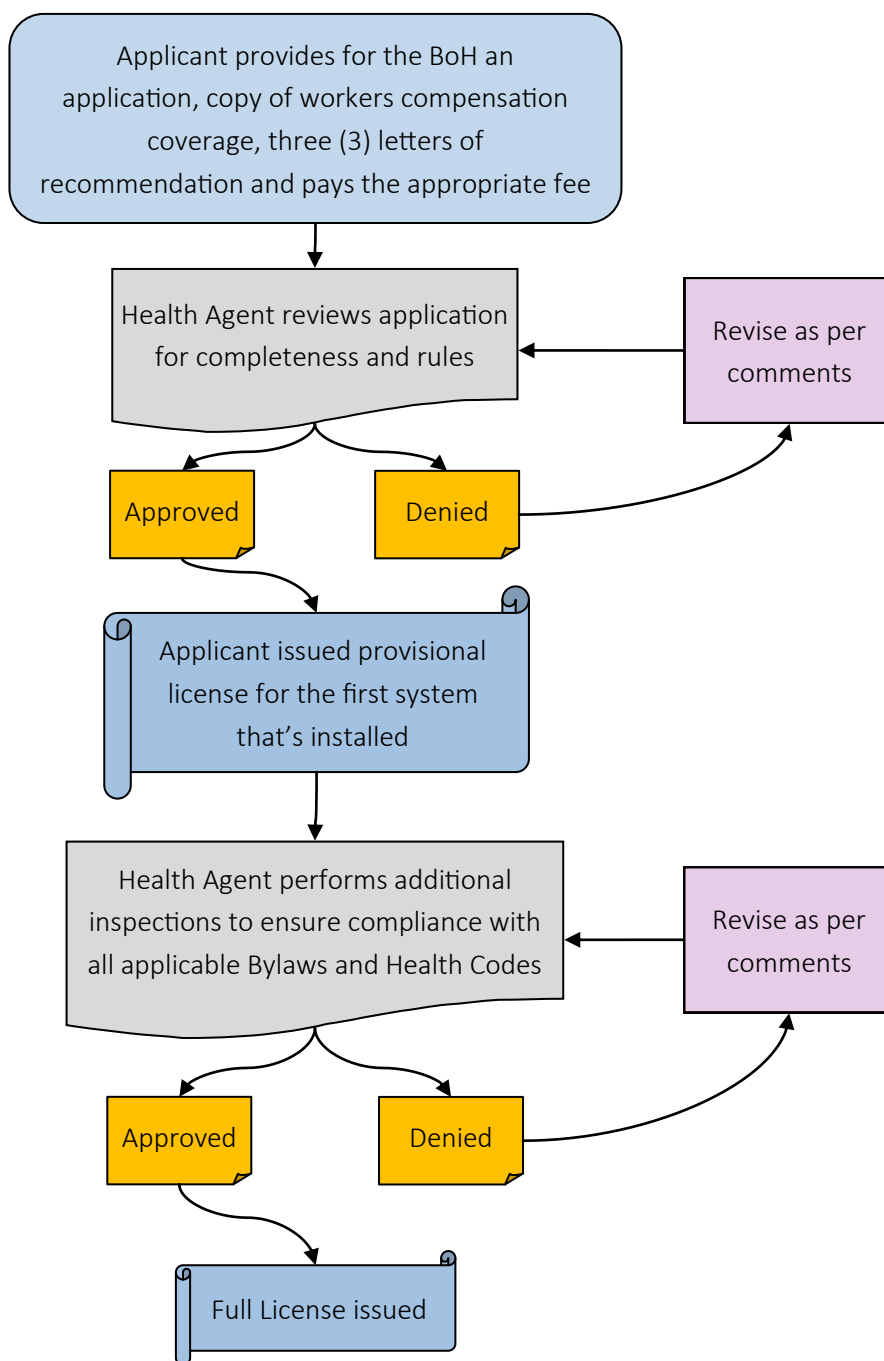 Applicant provides for the BoH an
application, copy of workers compensation
coverage, three (3) letters of
recommendation and pays the appropriate fee
Health Agent reviews application
for completeness and rules
Revise as per
comments
Approved
Denied
Applicant issued provisional
license for the first system
that’s installed
Health Agent performs additional
inspections to ensure compliance with
all applicable Bylaws and Health Codes
Revise as per
comments
Approved
Denied
Full License issued